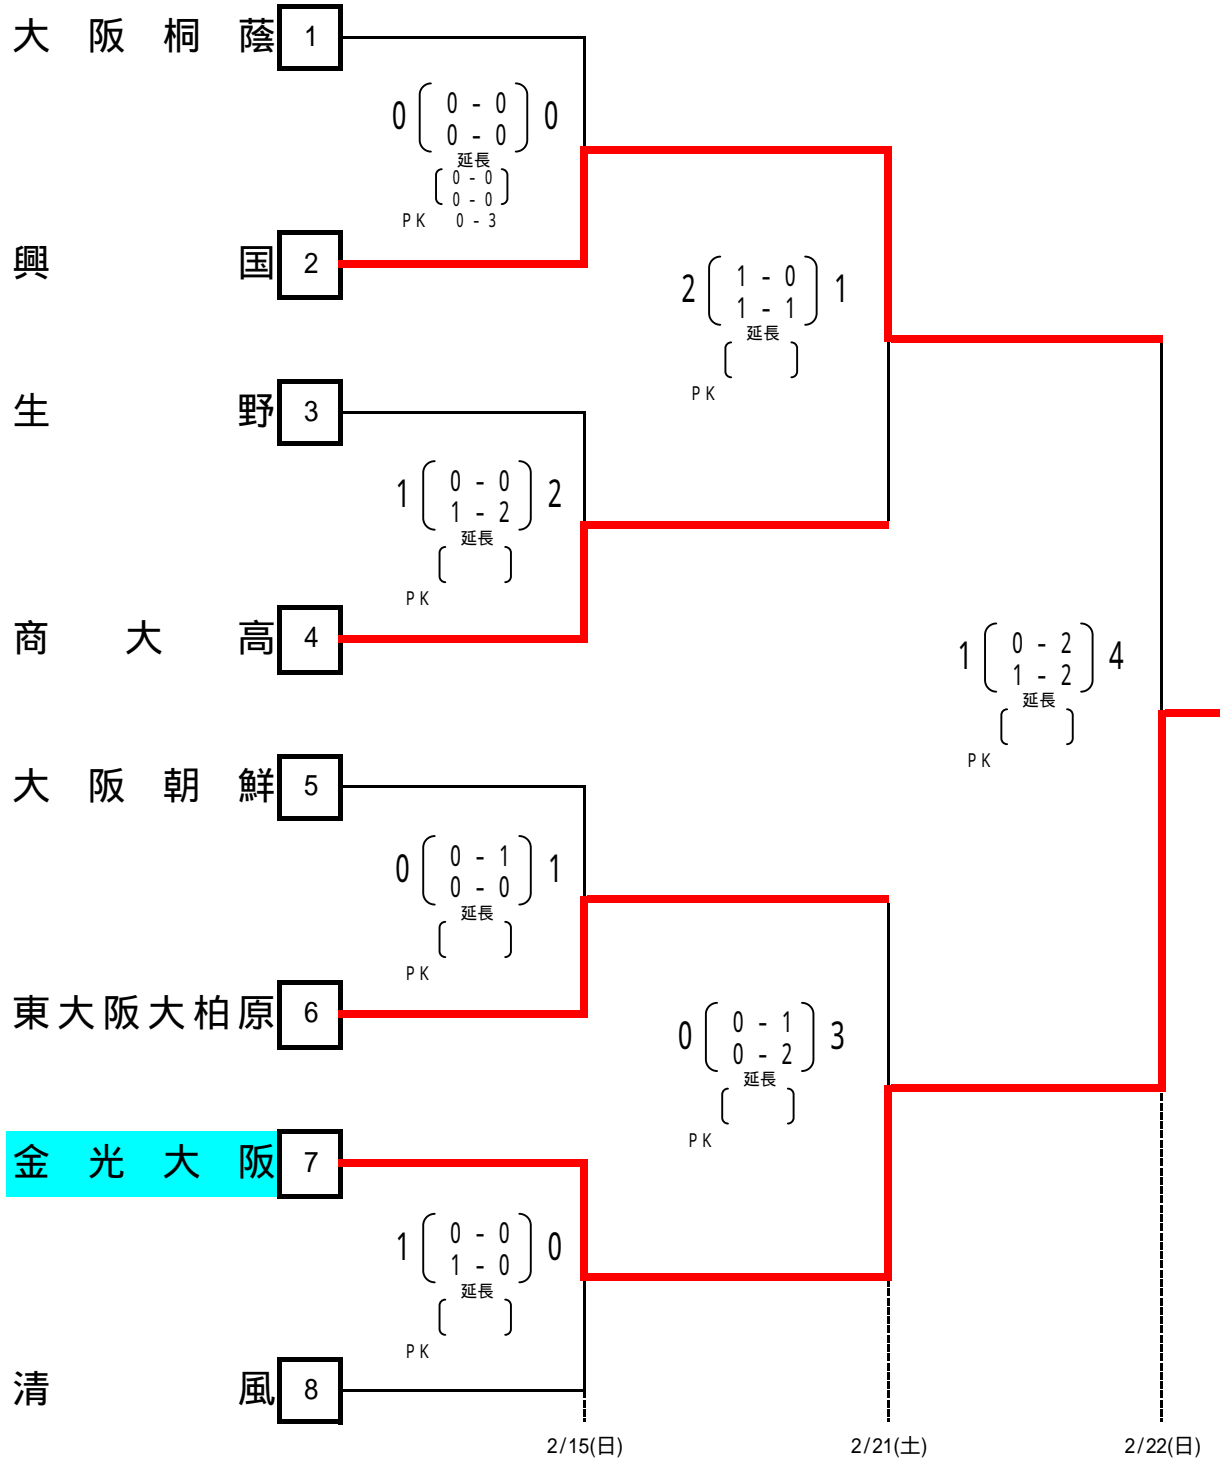 大阪桐蔭 1
0 0 - 0 0
0 - 0
延長
0 - 0
0 - 0
PK 0 - 3
興国 2
2 1 - 0 1
1 - 1
延長
PK
生野 3
1 0 - 0 2
1 - 2
延長
PK
商大高 4
1 0 - 2 4
1 - 2
延長
PK
大阪朝鮮 5
0 0 - 1 1
0 - 0
延長
PK
東大阪大柏原 6
0 0 - 1 3
0 - 2
延長
PK
金光大阪 7
1 0 - 0 0
1 - 0
延長
PK
清風 8
2/15(日) 2/21(土) 2/22(日)